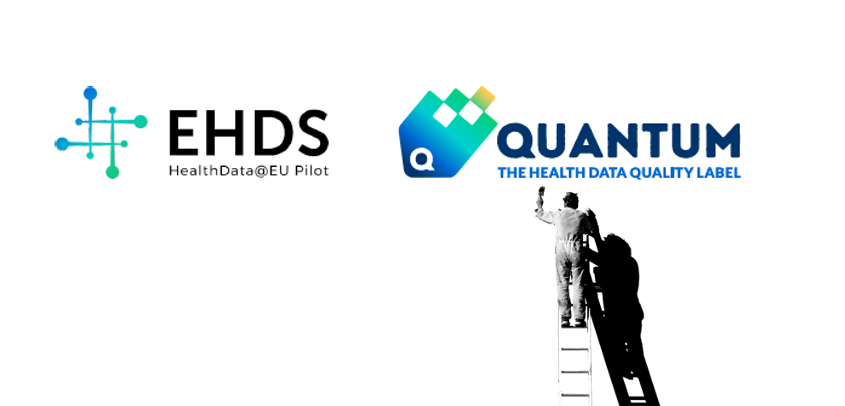 EHDS
HealthData@EU Pilot
Q
QUANTUM
THE HEALTH DATA QUALITY LABEL